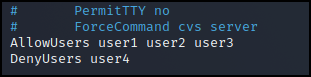 #       PermitTTY no
#       ForceCommand cvs server
AllowUsers user1 user2 user3
DenyUsers user4